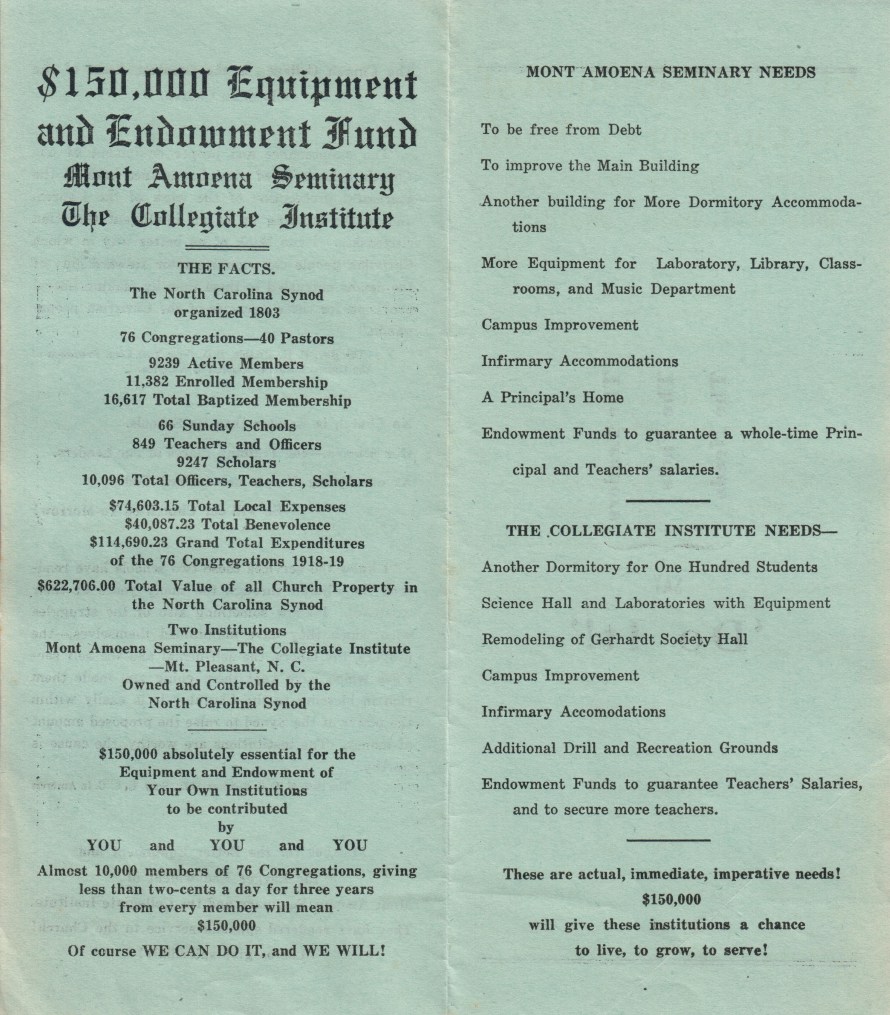 $150,000 Equipment
and Endowment Fund
Mont Amoena Seminary
The Collegiate Institute
THE FACTS.
The North Carolina Synod
organized 1803
76 Congregations—40 Pastors
9239 Active Members
11,382 Enrolled Membership
16,617 Total Baptized Membership
66 Sunday Schools
849 Teachers and Officers
9247 Scholars
10,096 Total Officers, Teachers, Scholars
$74,603.15 Total Local Expenses
$40,087.23 Total Benevolence
$114,690.23 Grand Total Expenditures
of the 76 Congregations 1918-19
$622,706.00 Total Value of all Church Property in
the North Carolina Synod
Two Institutions
Mont Amoena Seminary—The Collegiate Institute
—Mt. Pleasant, N. C.
Owned and Controlled by the
North Carolina Synod
$150,000 absolutely essential for the
Equipment and Endowment of
Your Own Institutions
to be contributed
by
YOU and YOU and YOU
Almost 10,000 members of 76 Congregations, giving
less than two-cents a day for three years
from every member will mean
$150,000
Of course WE CAN DO IT, and WE WILL!
MONT AMOENA SEMINARY NEEDS
To be free from Debt
To improve the Main Building
Another building for More Dormitory Accommoda-
tions
More Equipment for Laboratory, Library, Class-
rooms, and Music Department
Campus Improvement
Infirmary Accommodations
A Principal's Home
Endowment Funds to guarantee a whole-time Prin-
cipal and Teachers' salaries.
THE COLLEGIATE INSTITUTE NEEDS—
Another Dormitory for One Hundred Students
Science Hall and Laboratories with Equipment
Remodeling of Gerhardt Society Hall
Campus Improvement
Infirmary Accomodations
Additional Drill and Recreation Grounds
Endowment Funds to guarantee Teachers' Salaries,
and to secure more teachers.
These are actual, immediate, imperative needs!
$150,000
will give these institutions a chance
to live, to grow, to serve!